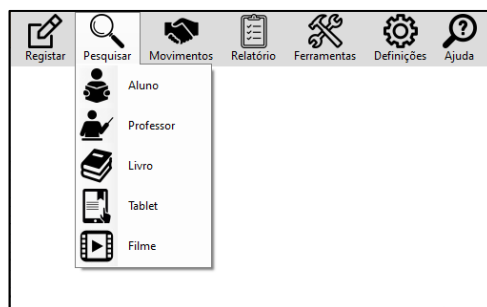 Registar Pesquisar Movimentos Relatório Ferramentas Definições Ajuda
Aluno
Professor
Livro
Tablet
Filme